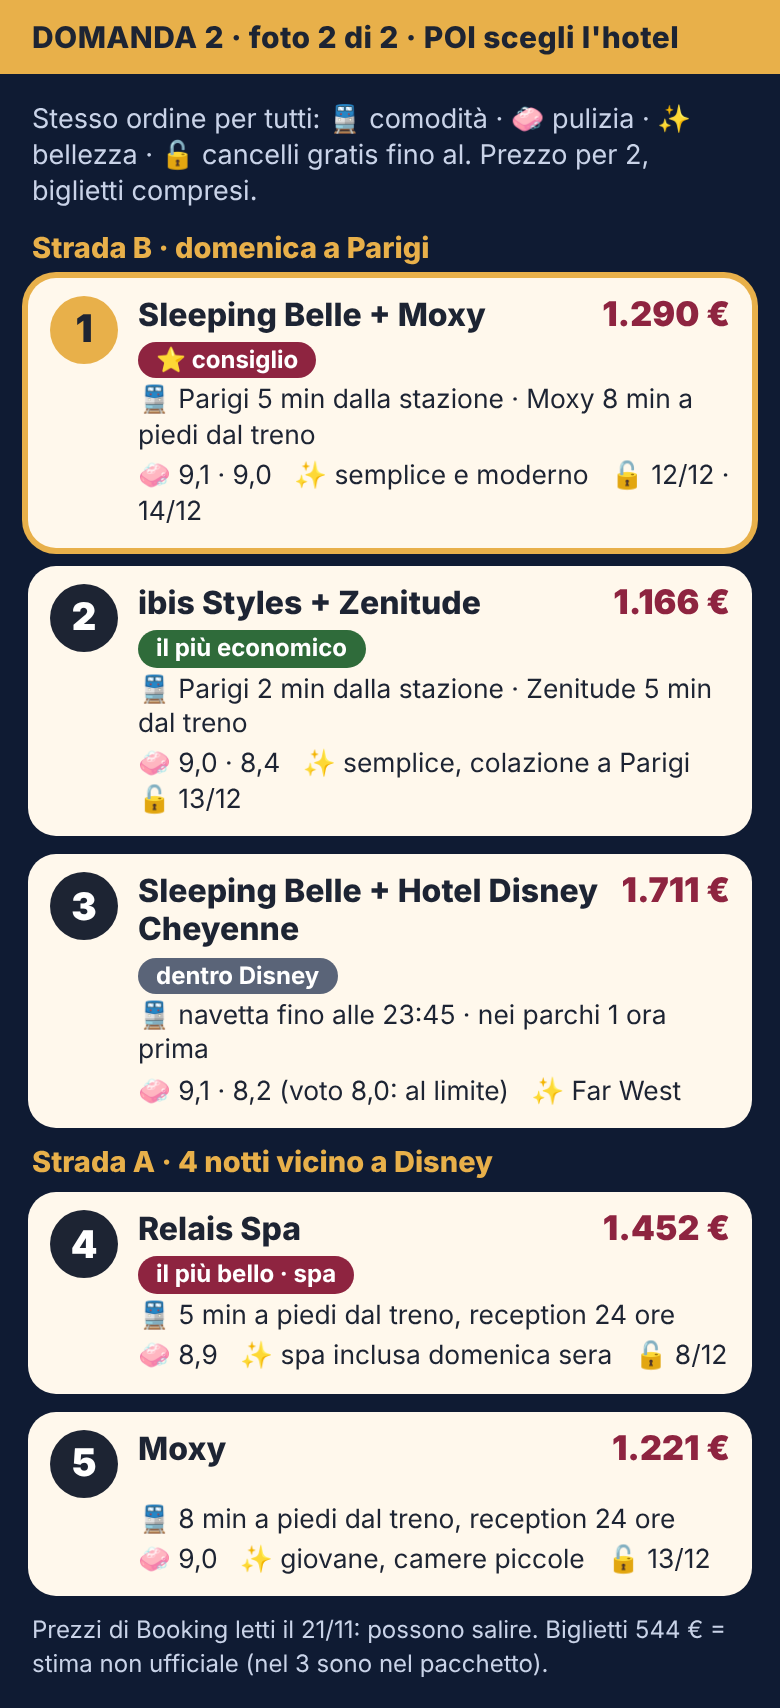 DOMANDA 2 · foto 2 di 2 · POI scegli l'hotel
Stesso ordine per tutti: 🚆 comodità · 🧼 pulizia · ✨
bellezza · 🔓 cancelli gratis fino al. Prezzo per 2,
biglietti compresi.
Strada B · domenica a Parigi
1 Sleeping Belle + Moxy 1.290 €
⭐ consiglio
🚆 Parigi 5 min dalla stazione · Moxy 8 min a
piedi dal treno
🧼 9,1 · 9,0 ✨ semplice e moderno 🔓 12/12 ·
14/12
2 ibis Styles + Zenitude 1.166 €
il più economico
🚆 Parigi 2 min dalla stazione · Zenitude 5 min
dal treno
🧼 9,0 · 8,4 ✨ semplice, colazione a Parigi
🔓 13/12
3 Sleeping Belle + Hotel Disney 1.711 €
Cheyenne
dentro Disney
🚆 navetta fino alle 23:45 · nei parchi 1 ora
prima
🧼 9,1 · 8,2 (voto 8,0: al limite) ✨ Far West
Strada A · 4 notti vicino a Disney
4 Relais Spa 1.452 €
il più bello · spa
🚆 5 min a piedi dal treno, reception 24 ore
🧼 8,9 ✨ spa inclusa domenica sera 🔓 8/12
5 Moxy 1.221 €
🚆 8 min a piedi dal treno, reception 24 ore
🧼 9,0 ✨ giovane, camere piccole 🔓 13/12
Prezzi di Booking letti il 21/11: possono salire. Biglietti 544 € =
stima non ufficiale (nel 3 sono nel pacchetto).